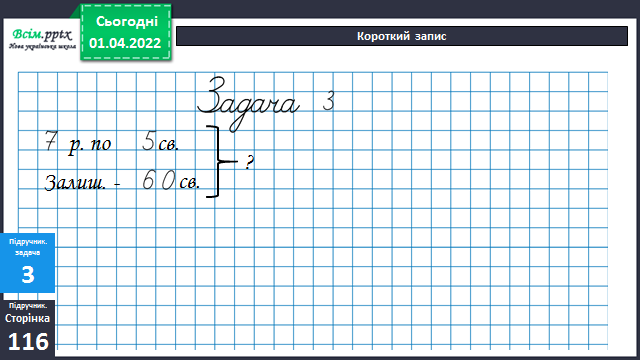 Всім.pptx
Нова українська школа
Сьогодні
01.04.2022
Короткий запис
Задача 3
7 р. по 5 св.
Залиш. - 60 св.
?
Підручник.
задача
3
Підручник.
Сторінка
116